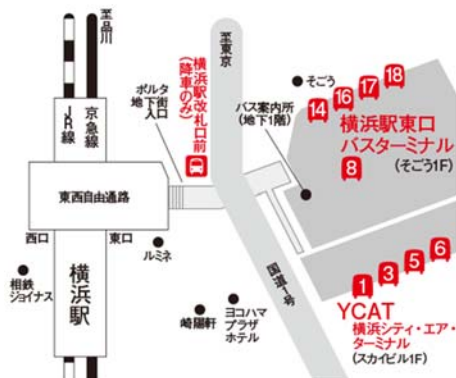 至品川
JR線
京急線
ポルタ
地下街
入口
横浜駅改札口前
(降車のみ)
至東京
そごう
バス案内所
(地下1階)
14
16
17
18
横浜駅東口
バスターミナル
(そごう1F)
8
東西自由通路
西口
東口
ルミネ
相鉄
ジョイナス
横浜駅
崎陽軒
ヨコハマ
プラザ
ホテル
国道1号
1
3
5
6
YCAT
横浜シティ・エア・
ターミナル
(スカイビル1F)